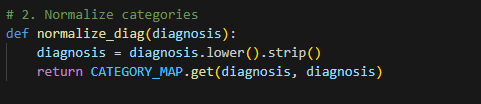 # 2. Normalize categories
def normalize_diag(diagnosis):
    diagnosis = diagnosis.lower().strip()
    return CATEGORY_MAP.get(diagnosis, diagnosis)